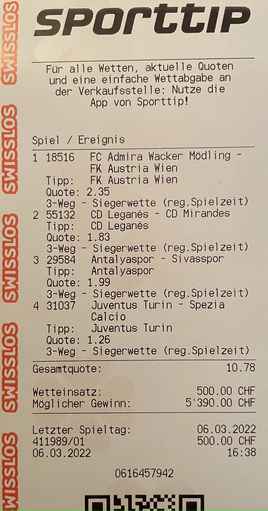 sporttip
Für alle Wetten, aktuelle Quoten
und eine einfache Wettabgabe an
der Verkaufsstelle: Nutze die
App von Sporttip!
Spiel / Ereignis
1 18516 FC Admira Wacker Mödling -
FK Austria Wien
Tipp: FK Austria Wien
Quote: 2.35
3-Weg - Siegerwette (reg.Spielzeit)
2 55132 CD Leganés - CD Mirandes
Tipp: CD Leganés
Quote: 1.83
3-Weg - Siegerwette (reg.Spielzeit)
3 29584 Antalyaspor - Sivasspor
Tipp: Antalyaspor
Quote: 1.99
3-Weg - Siegerwette (reg.Spielzeit)
4 31037 Juventus Turin - Spezia
Calcio
Tipp: Juventus Turin
Quote: 1.26
3-Weg - Siegerwette (reg.Spielzeit)
Gesamtquote: 10.78
Wetteinsatz: 500.00 CHF
Möglicher Gewinn: 5'390.00 CHF
Letzter Spieltag: 06.03.2022
411989/01 500.00 CHF
06.03.2022 16:38
0616457942
SWISSLOS
SWISSLOS
SWISSLOS
SWISSLOS
SWISSLOS